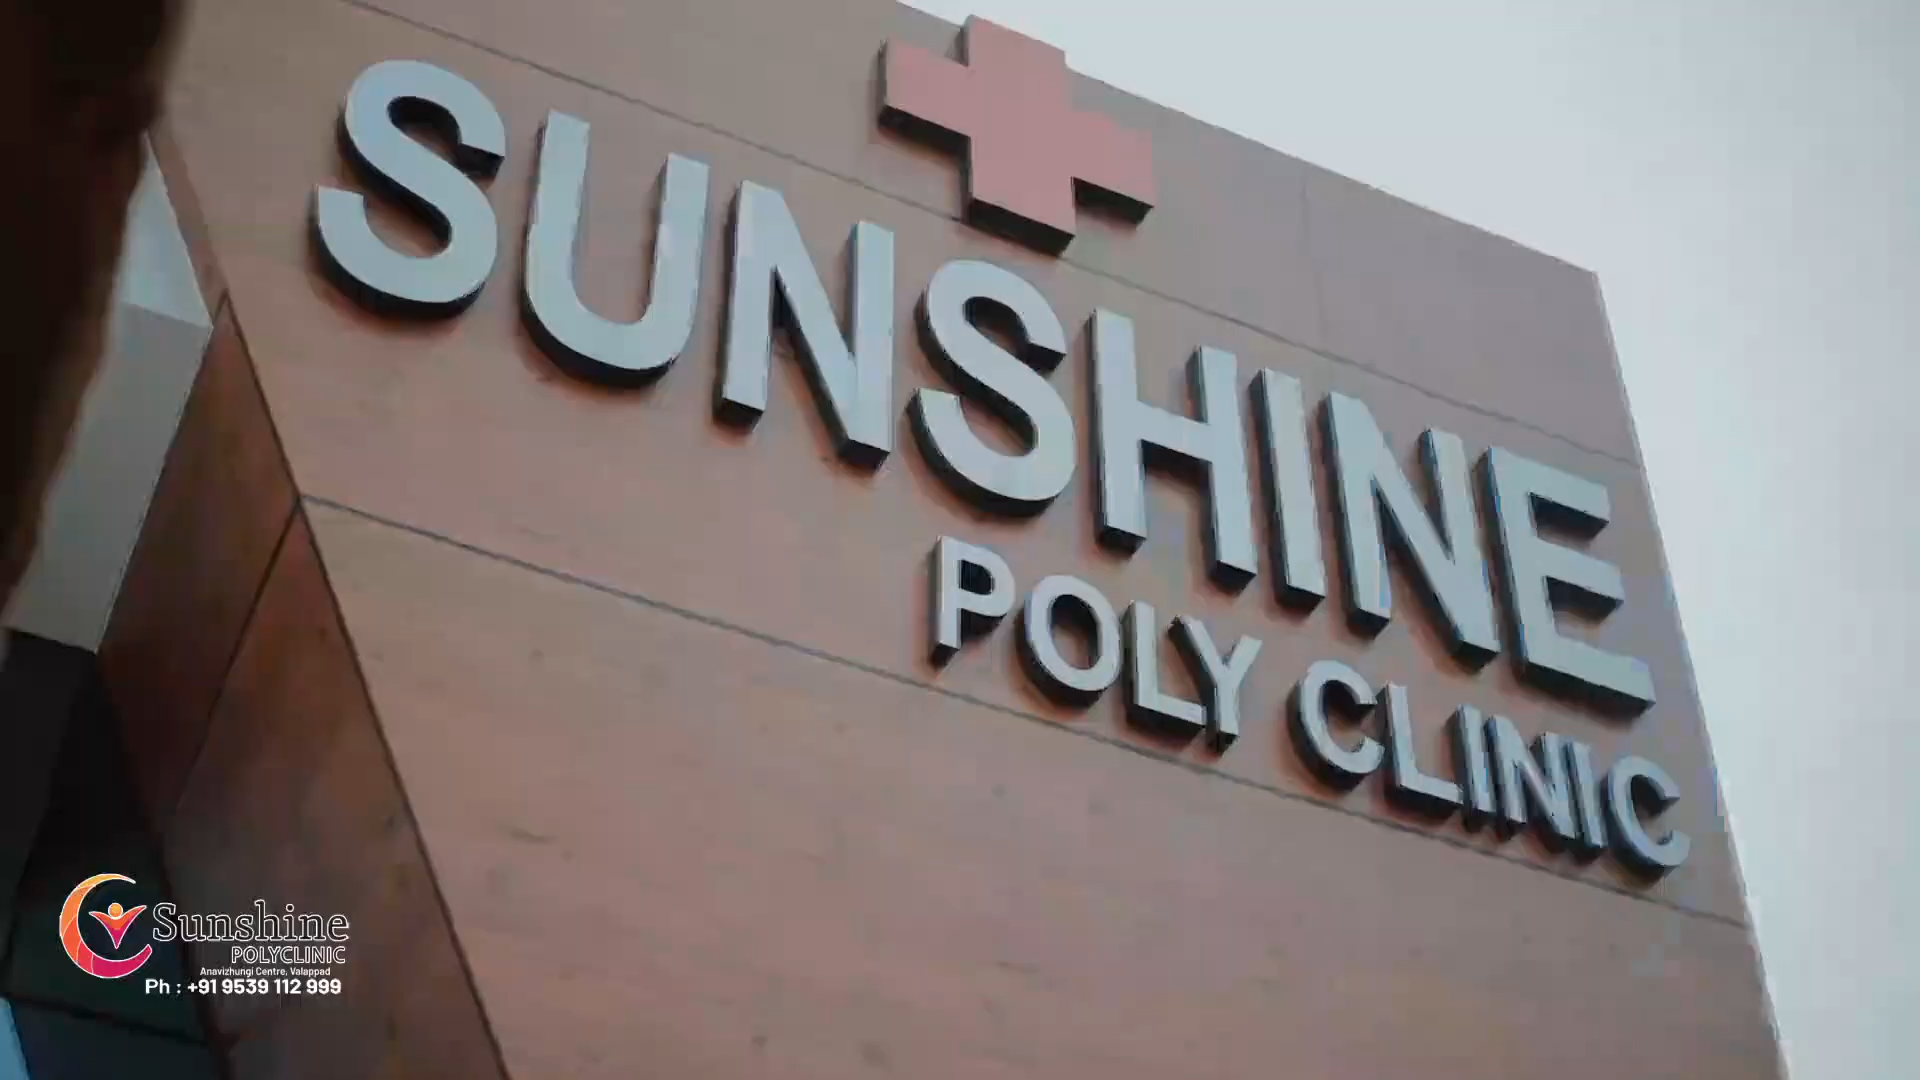 SUNSHINE
POLY CLINIC
Sunshine
POLYCLINIC
Anavizhungi Centre, Valappad
Ph : +91 9539 112 999